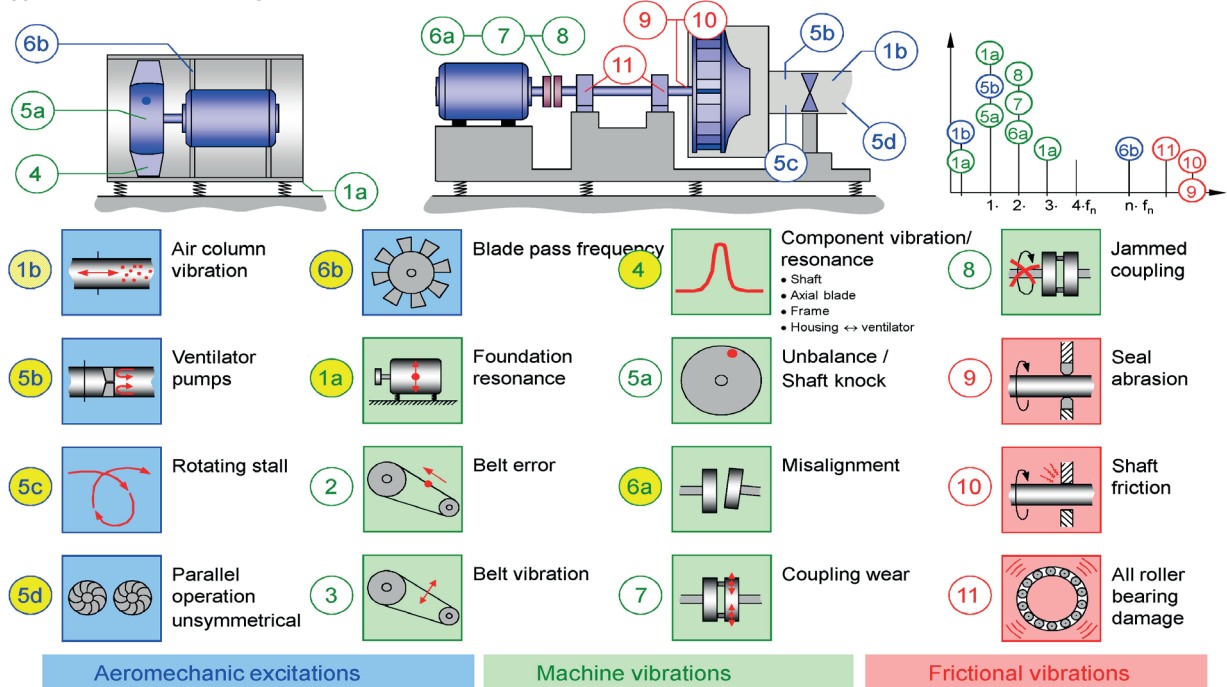 6b
5a
4
1a
6a
7
8
9
10
11
5b
1b
5c
5d
1a
5b
5a
1b
1a
8
7
6a
1a
6b
11
10
9
1·
2·
3·
4·fn
n· fn
1b
Air column
vibration
6b
Blade pass frequency
4
Component vibration/
resonance
• Shaft
• Axial blade
• Frame
• Housing ↔ ventilator
8
Jammed
coupling
5b
Ventilator
pumps
1a
Foundation
resonance
5a
Unbalance /
Shaft knock
9
Seal
abrasion
5c
Rotating stall
2
Belt error
6a
Misalignment
10
Shaft
friction
5d
Parallel
operation
unsymmetrical
3
Belt vibration
7
Coupling wear
11
All roller
bearing
damage
Aeromechanic excitations
Machine vibrations
Frictional vibrations